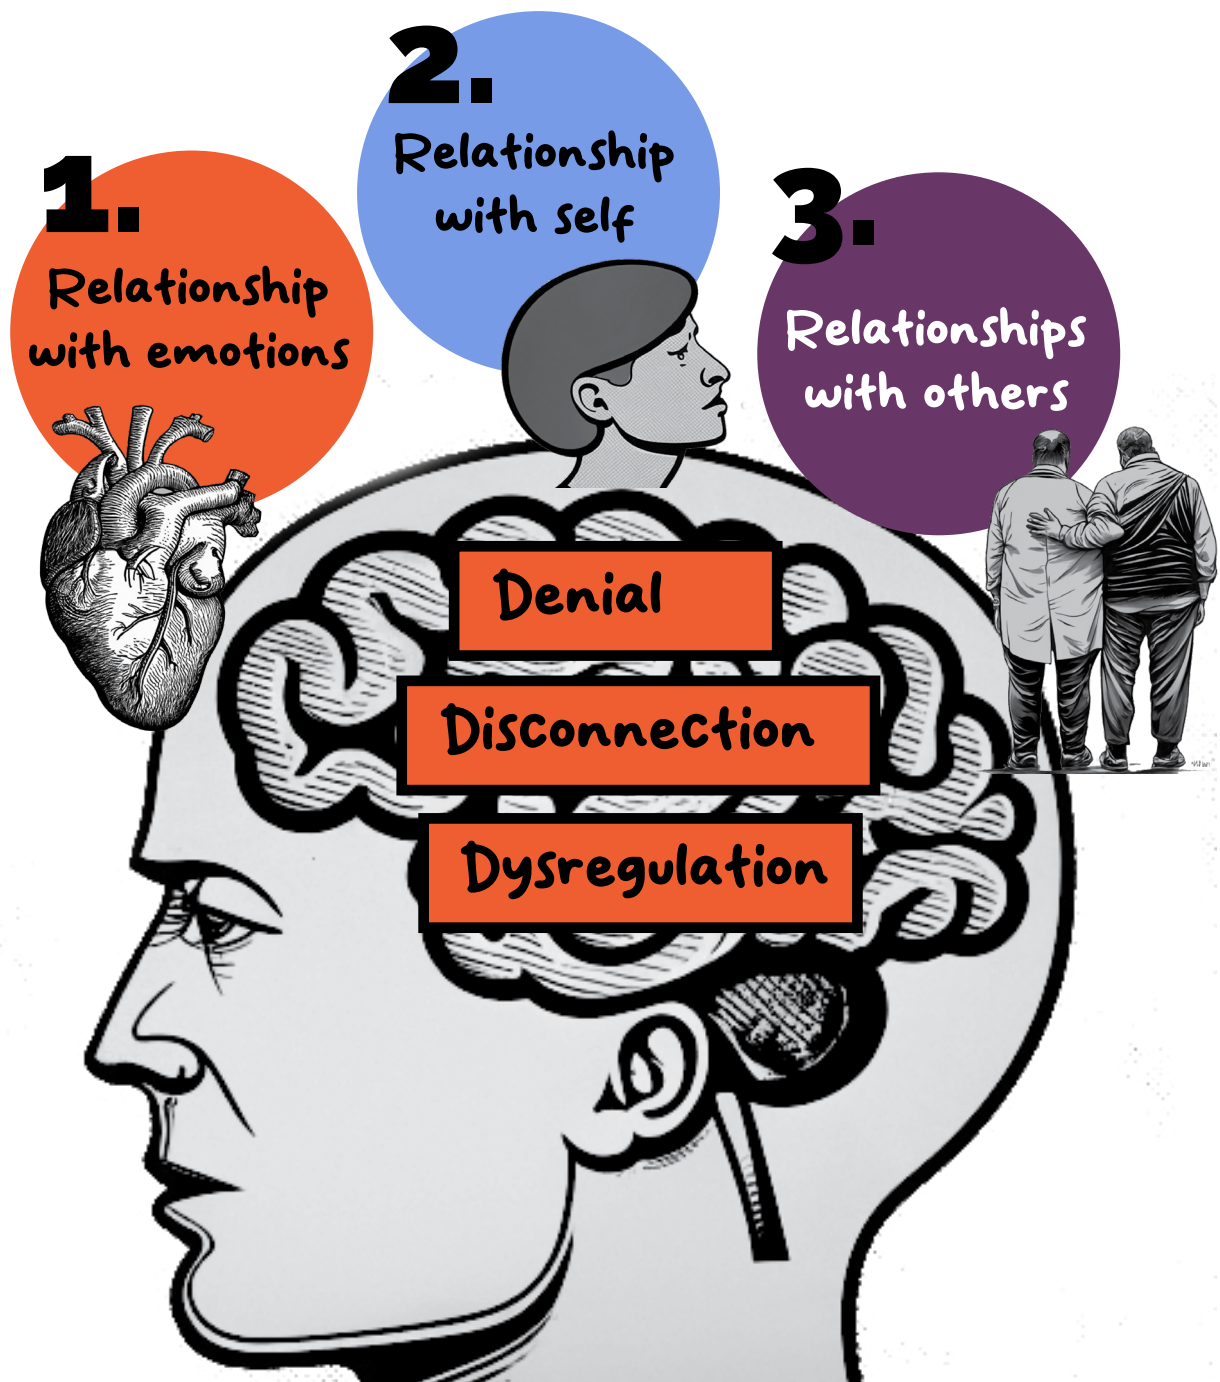 1.
Relationship
with emotions
2.
Relationship
with self
3.
Relationships
with others
Denial
Disconnection
Dysregulation